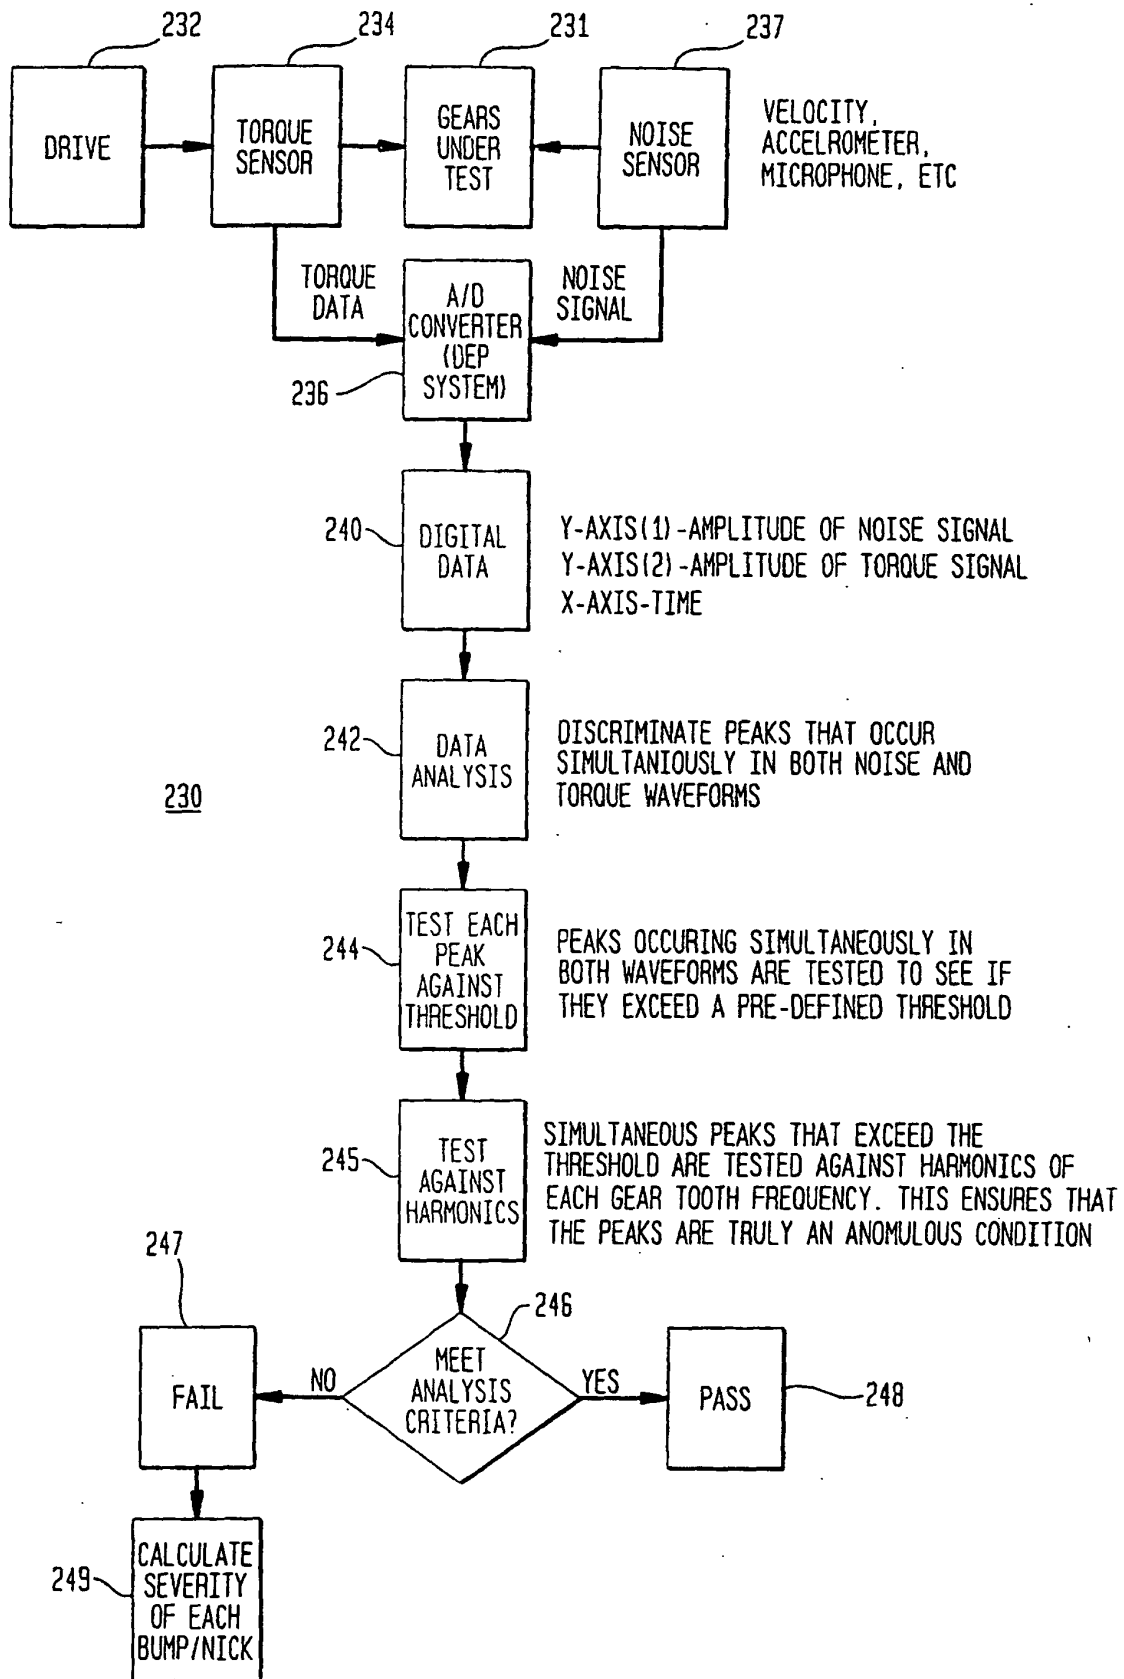 232
234
231
237
DRIVE
TORQUE
SENSOR
GEARS
UNDER
TEST
NOISE
SENSOR
VELOCITY,
ACCELROMETER,
MICROPHONE, ETC
TORQUE
DATA
A/D
CONVERTER
(DEP
SYSTEM)
NOISE
SIGNAL
236
240
DIGITAL
DATA
Y-AXIS(1)-AMPLITUDE OF NOISE SIGNAL
Y-AXIS(2)-AMPLITUDE OF TORQUE SIGNAL
X-AXIS-TIME
242
DATA
ANALYSIS
DISCRIMINATE PEAKS THAT OCCUR
SIMULTANIOUSLY IN BOTH NOISE AND
TORQUE WAVEFORMS
230
244
TEST EACH
PEAK
AGAINST
THRESHOLD
PEAKS OCCURING SIMULTANEOUSLY IN
BOTH WAVEFORMS ARE TESTED TO SEE IF
THEY EXCEED A PRE-DEFINED THRESHOLD
245
TEST
AGAINST
HARMONICS
SIMULTANEOUS PEAKS THAT EXCEED THE
THRESHOLD ARE TESTED AGAINST HARMONICS OF
EACH GEAR TOOTH FREQUENCY. THIS ENSURES THAT
THE PEAKS ARE TRULY AN ANOMULOUS CONDITION
247
246
FAIL
NO
MEET
ANALYSIS
CRITERIA?
YES
PASS
248
249
CALCULATE
SEVERITY
OF EACH
BUMP/NICK